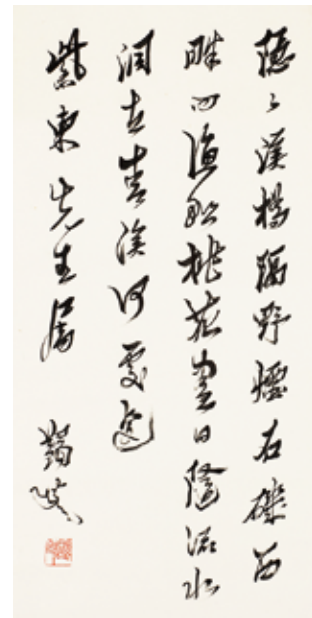 隱〻溪橋隔野煙石磯西
畔問漁船桃花盡日隨流水
洞在青溪何處邊
紫東先生屬
蠲叟